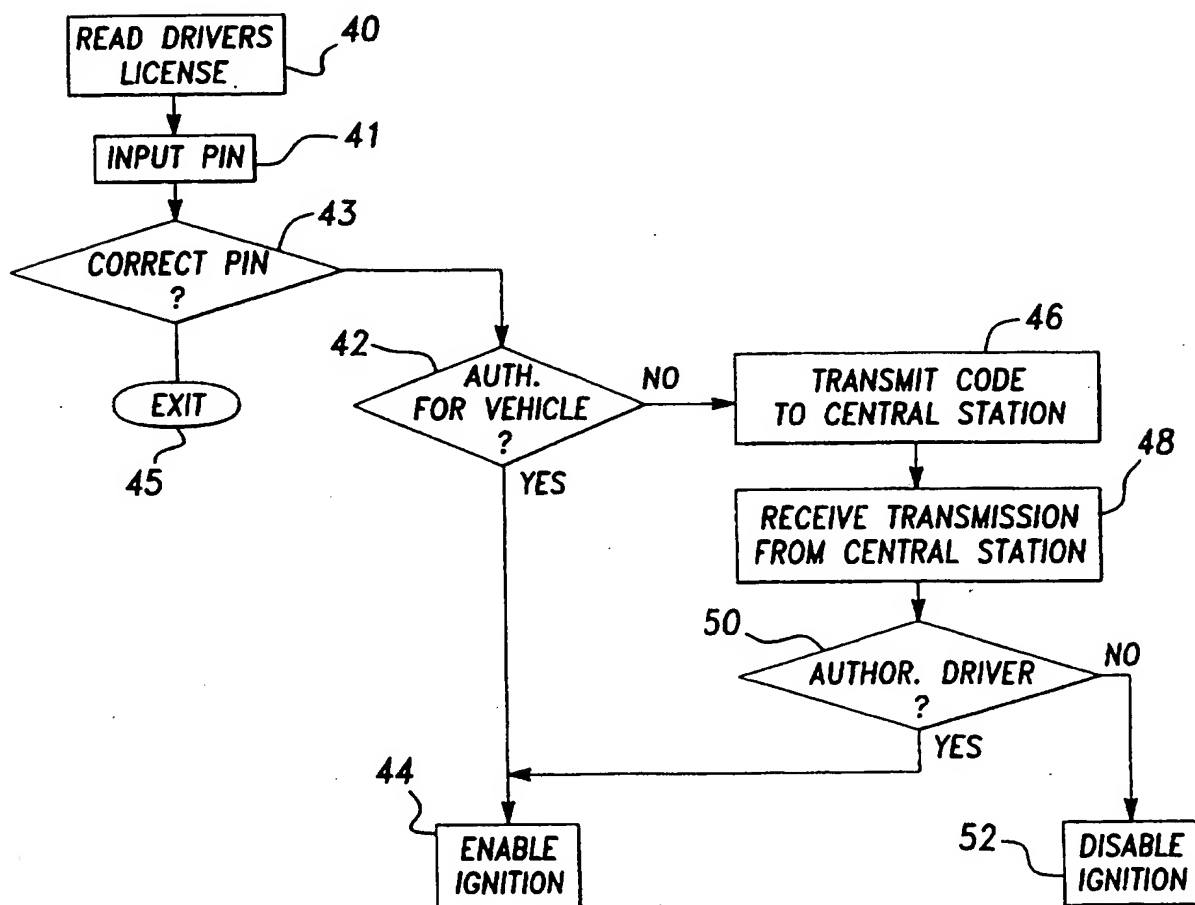 READ DRIVERS
LICENSE
40
INPUT PIN
41
CORRECT PIN
?
43
EXIT
45
AUTH.
FOR VEHICLE
?
42
NO
YES
TRANSMIT CODE
TO CENTRAL STATION
46
RECEIVE TRANSMISSION
FROM CENTRAL STATION
48
AUTHOR. DRIVER
?
50
NO
YES
ENABLE
IGNITION
44
DISABLE
IGNITION
52